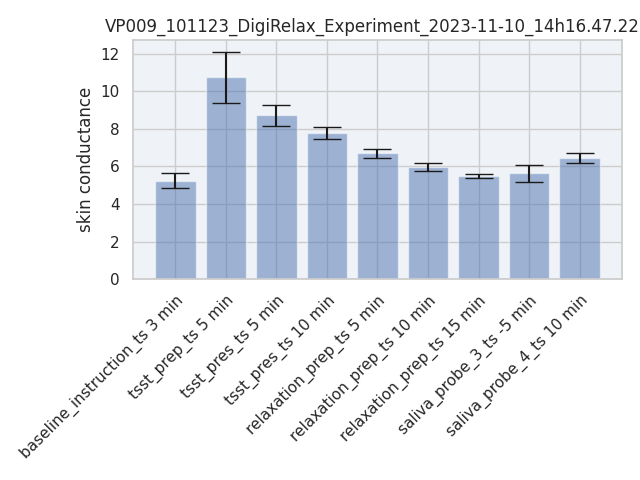 VP009_101123_DigiRelax_Experiment_2023-11-10_14h16.47.22
skin conductance
12
10
8
6
4
2
0
baseline_instruction_ts 3 min
tsst_prep_ts 5 min
tsst_pres_ts 5 min
tsst_pres_ts 10 min
relaxation_prep_ts 5 min
relaxation_prep_ts 10 min
relaxation_prep_ts 15 min
saliva_probe_3_ts -5 min
saliva_probe_4_ts 10 min